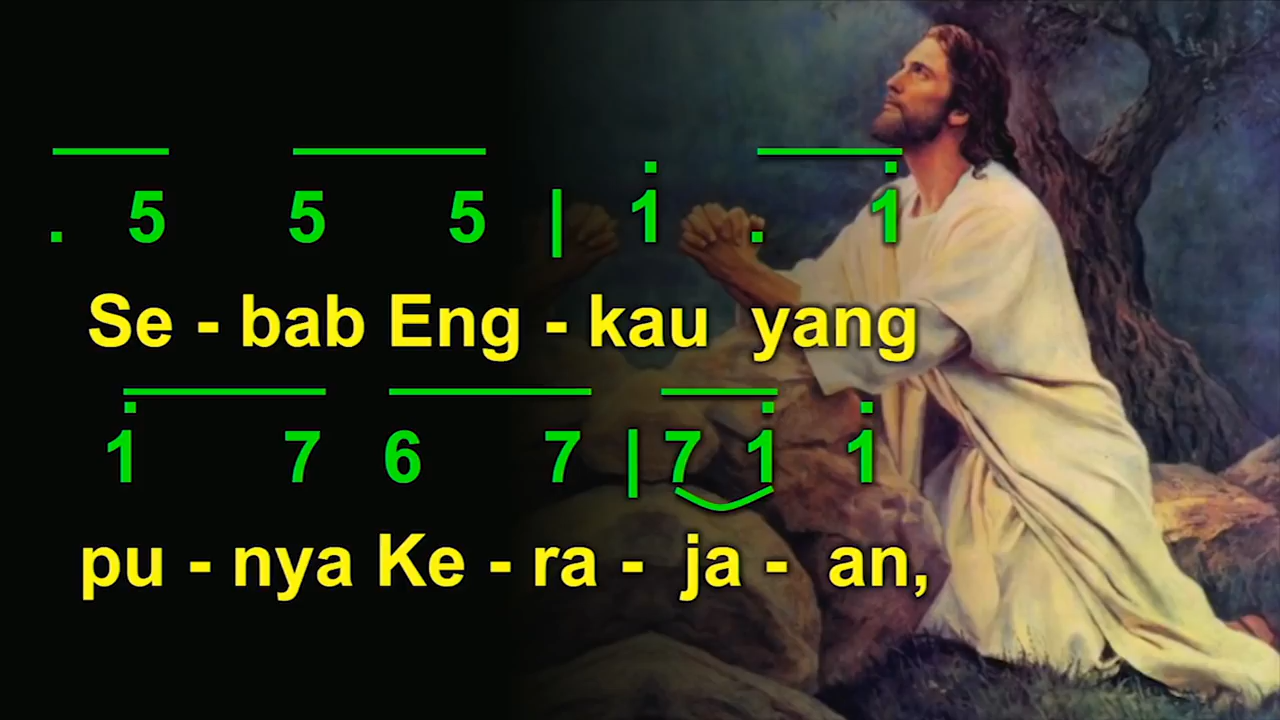 . 5 5 5 | 1̇ . 1̇
Se - bab Eng - kau yang
1̇ 7 6 7 | 7 1̇ 1̇
pu - nya Ke - ra - ja - an,